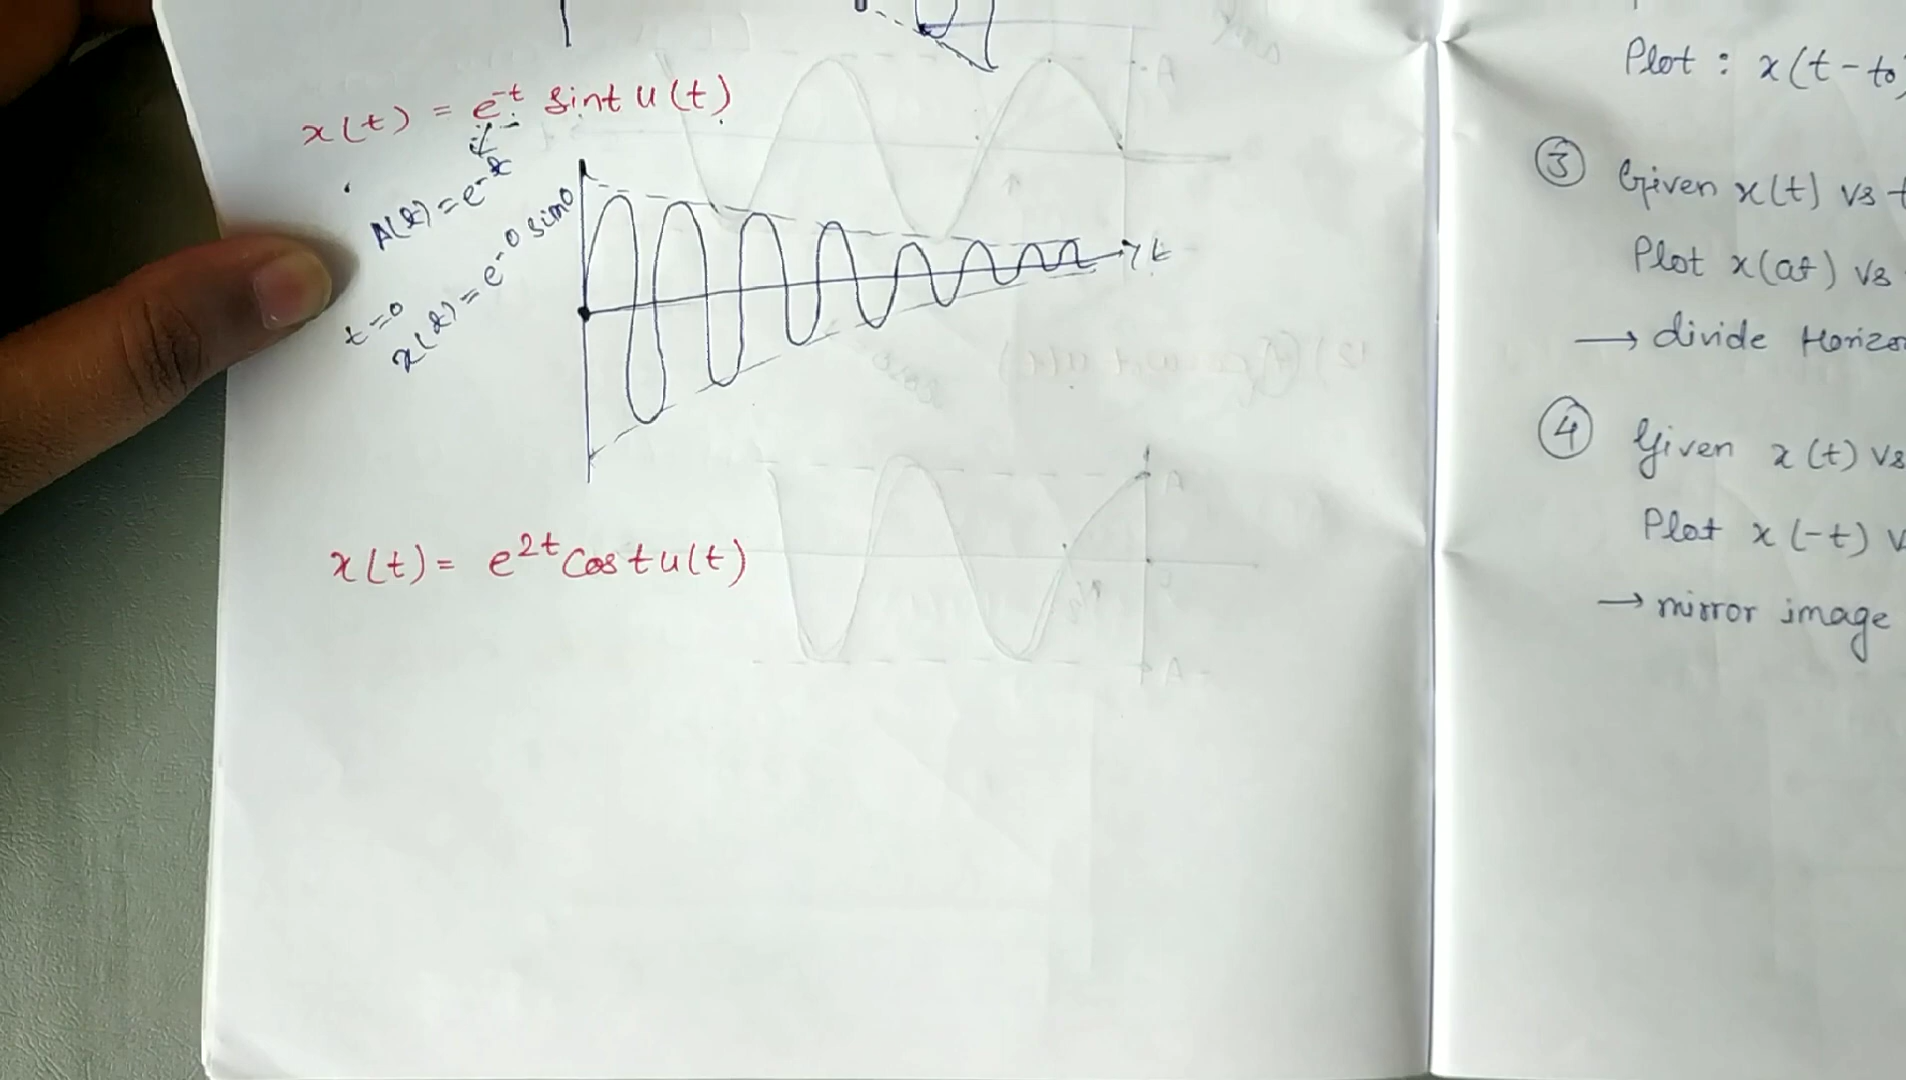 x(t) = e^-t sint u(t)
A(t) = e^-t
t=0
x(t) = e^-0 sin0
t
x(t) = e^2t cos t u(t)
Plot : x(t-to)
③ Given x(t) vs t
Plot x(at) vs
→ divide
④ Given x(t) vs
Plot x(-t)
→ mirror image